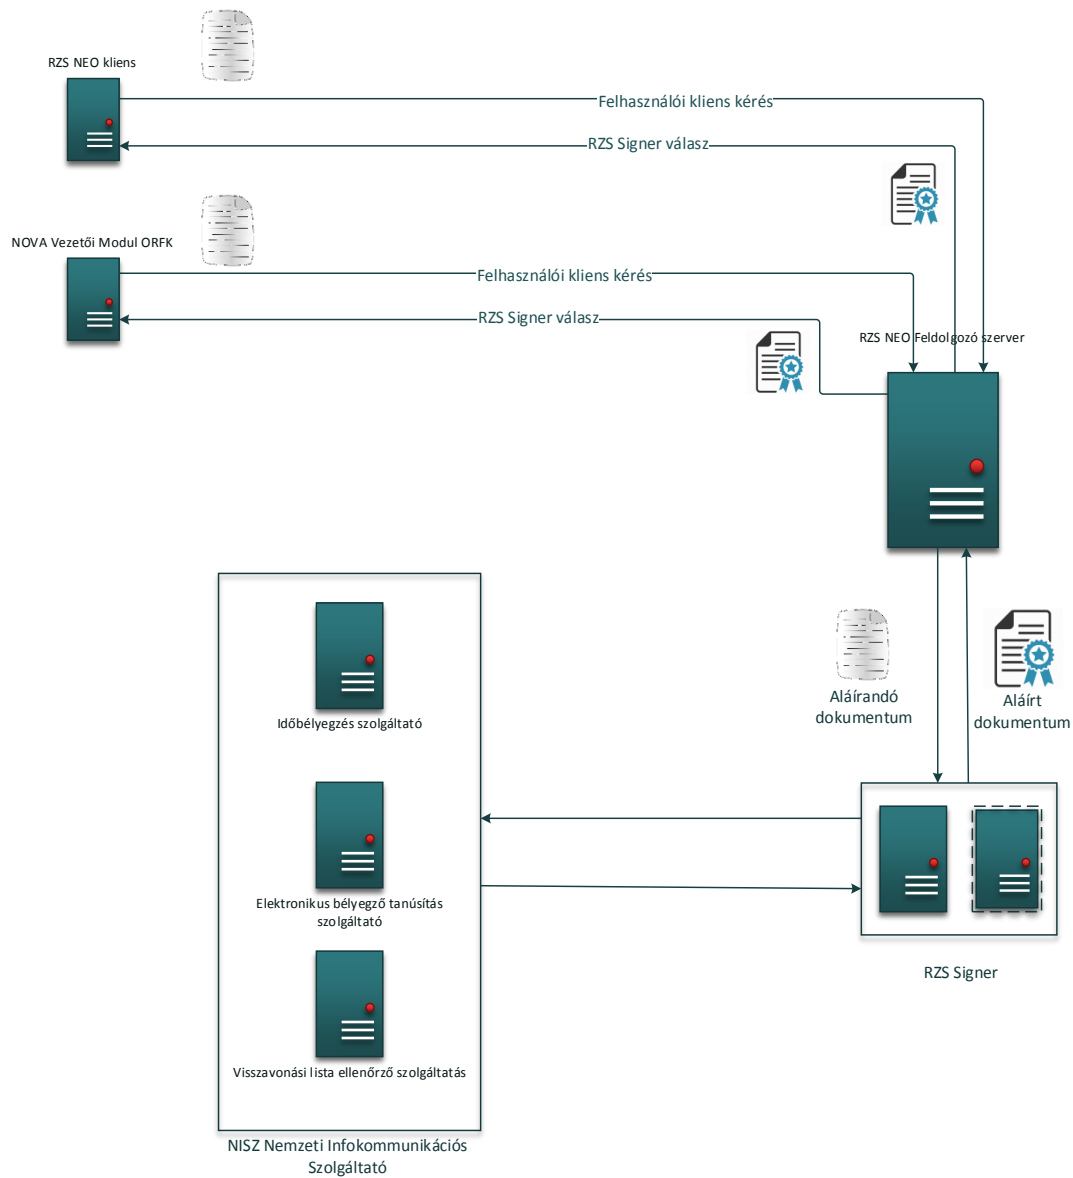 RZS NEO kliens
Felhasználói kliens kérés
RZS Signer válasz
NOVA Vezetői Modul ORFK
Felhasználói kliens kérés
RZS Signer válasz
RZS NEO Feldolgozó szerver
Aláírandó
dokumentum
Aláírt
dokumentum
Időbélyegzés szolgáltató
Elektronikus bélyegző tanúsítás
szolgáltató
Visszavonási lista ellenőrző szolgáltatás
RZS Signer
NISZ Nemzeti Infokommunikációs
Szolgáltató